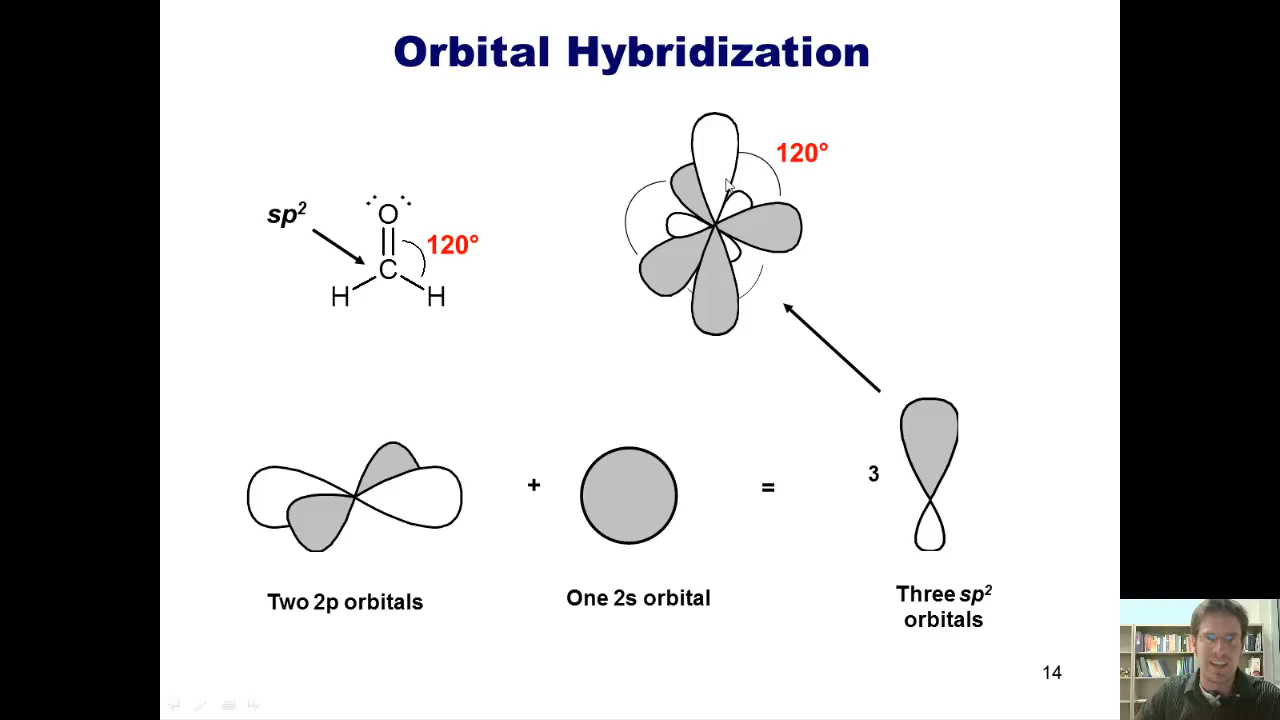 Orbital Hybridization
120°
sp²
O
120°
C
H H
+
=
3
Two 2p orbitals
One 2s orbital
Three sp²
orbitals
14